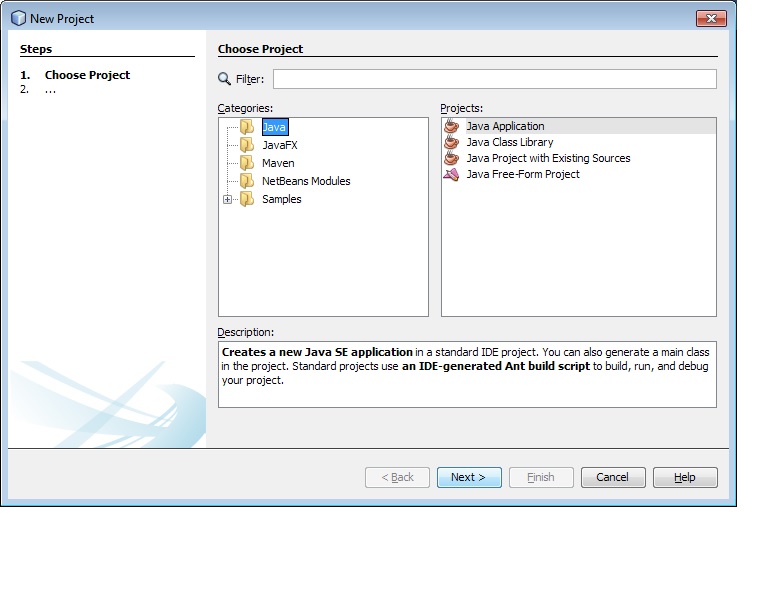 New Project
Steps
1. Choose Project
2. ...
Choose Project
Filter:
Categories:
Java
JavaFX
Maven
NetBeans Modules
Samples
Projects:
Java Application
Java Class Library
Java Project with Existing Sources
Java Free-Form Project
Description:
Creates a new Java SE application in a standard IDE project. You can also generate a main class
in the project. Standard projects use an IDE-generated Ant build script to build, run, and debug
your project.
< Back
Next >
Finish
Cancel
Help